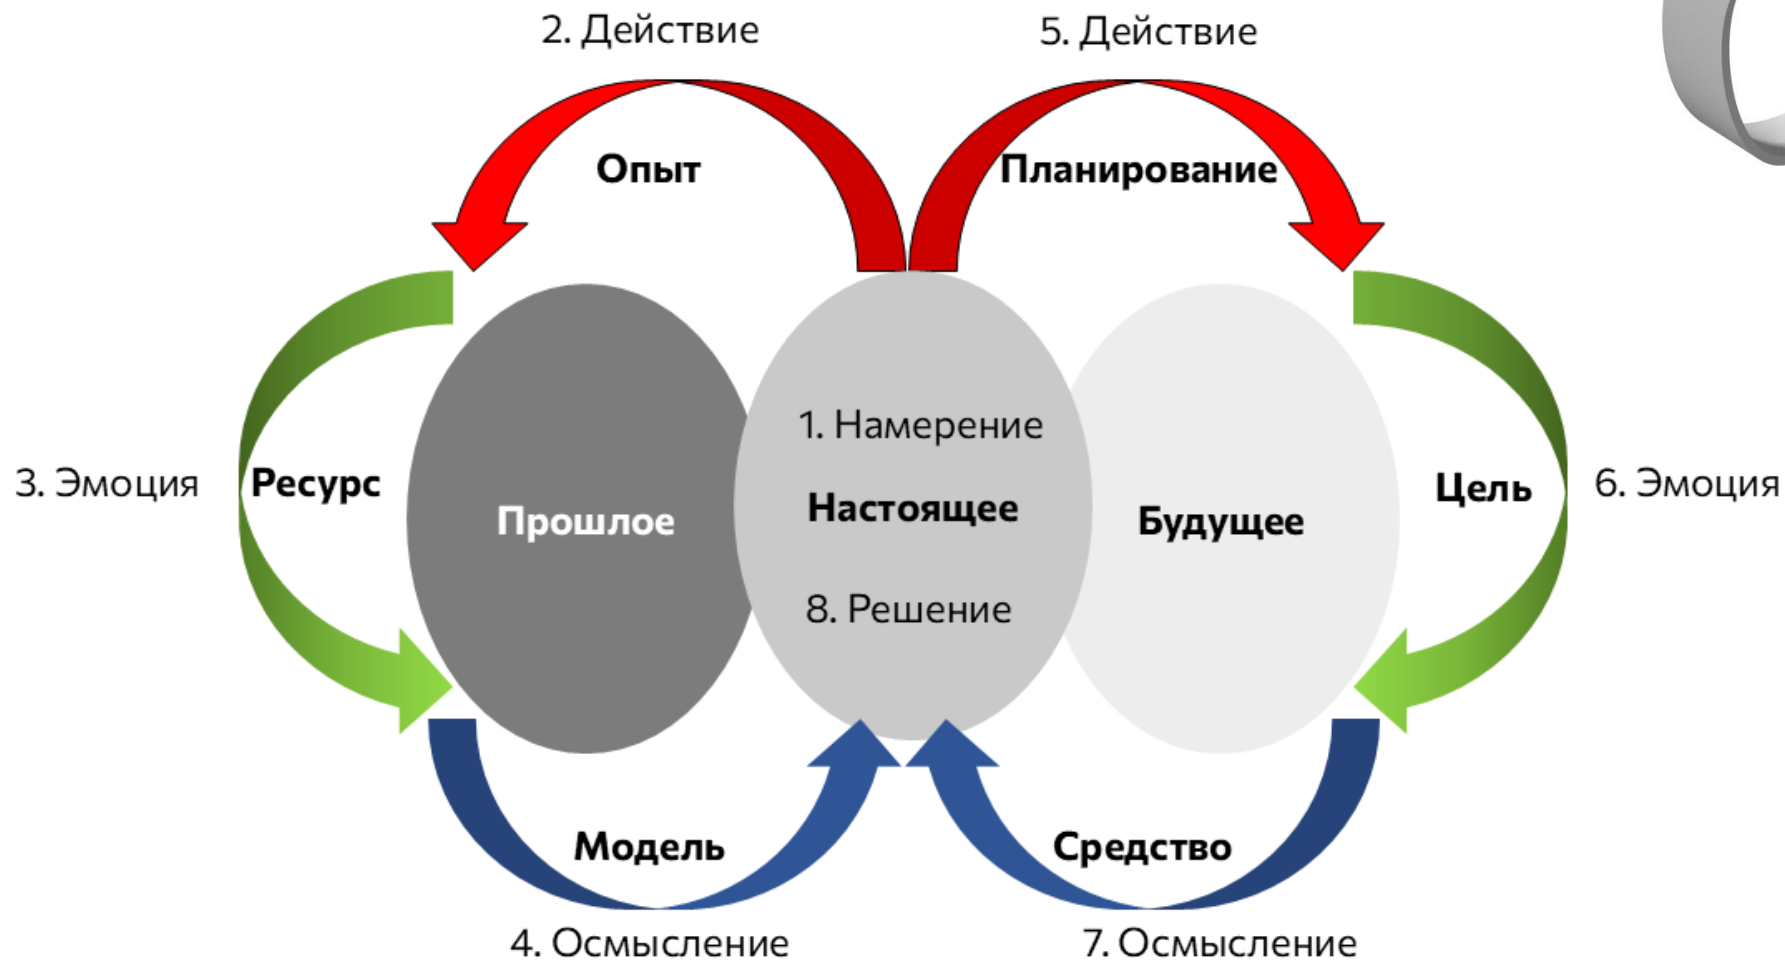 2. Действие
5. Действие
Опыт
Планирование
1. Намерение
3. Эмоция
Ресурс
Прошлое
Настоящее
Будущее
Цель
6. Эмоция
8. Решение
Модель
Средство
4. Осмысление
7. Осмысление